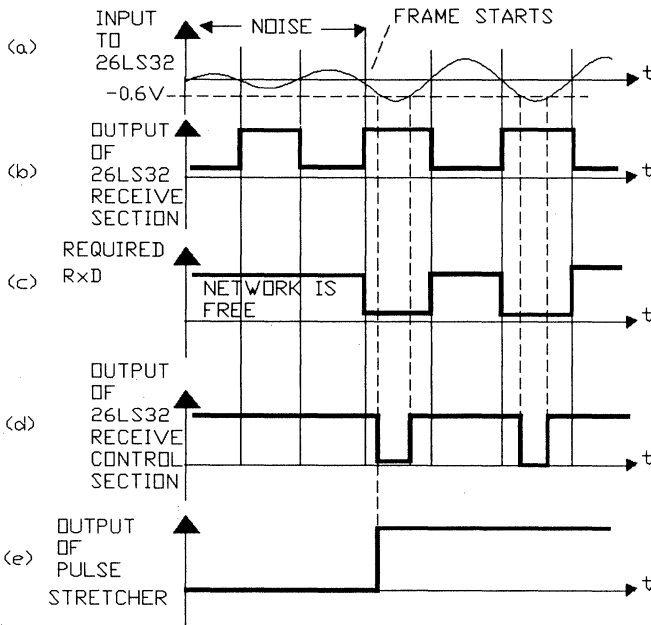 INPUT
TO
26LS32
NOISE
FRAME STARTS
(a)
t
-0.6V
OUTPUT
OF
26LS32
RECEIVE
SECTION
(b)
t
REQUIRED
RxD
(c)
NETWORK IS
FREE
t
OUTPUT
OF
26LS32
RECEIVE
CONTROL
SECTION
(d)
t
OUTPUT
OF
PULSE
STRETCHER
(e)
t